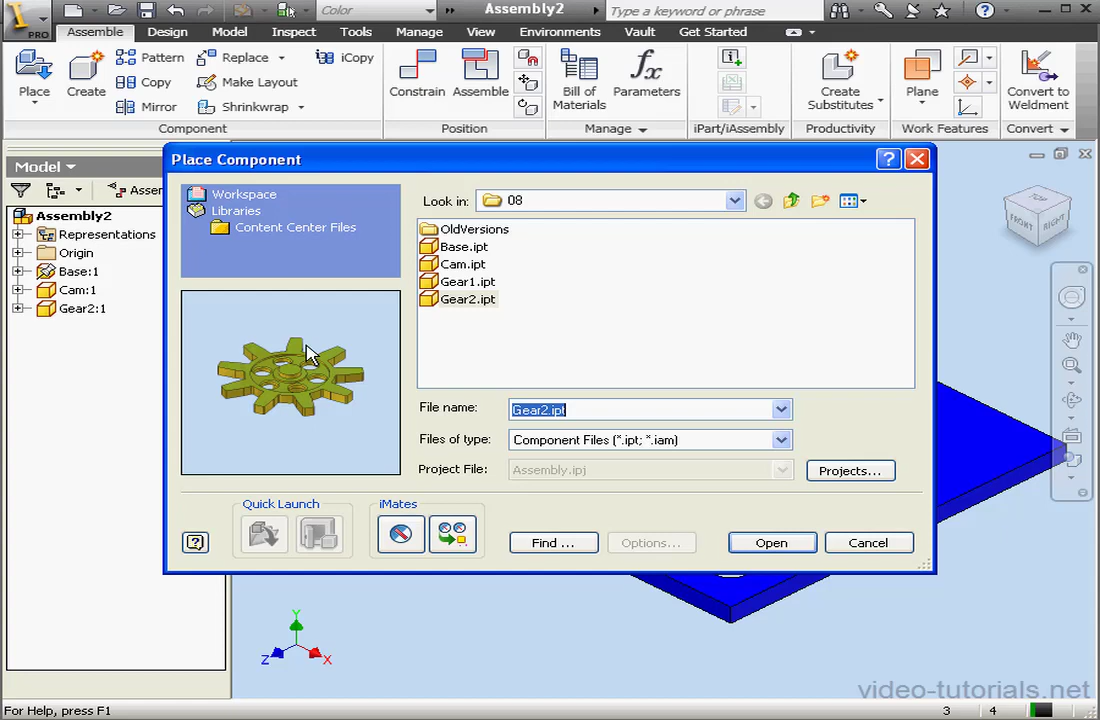 PRO
Color
Assembly2
Type a keyword or phrase
Assemble Design Model Inspect Tools Manage View Environments Vault Get Started
Place
Create
Pattern
Copy
Mirror
Replace
Make Layout
Shrinkwrap
iCopy
Component
Constrain
Assemble
Position
Bill of
Materials
Parameters
Manage
iPart/iAssembly
Create
Substitutes
Productivity
Plane
Work Features
Convert to
Weldment
Convert
Model
Assem
Assembly2
Representations
Origin
Base:1
Cam:1
Gear2:1
Place Component
Workspace
Libraries
Content Center Files
Look in: 08
OldVersions
Base.ipt
Cam.ipt
Gear1.ipt
Gear2.ipt
File name: Gear2.ipt
Files of type: Component Files (*.ipt; *.iam)
Project File: Assembly.ipj
Projects...
Quick Launch
iMates
Find ...
Options...
Open
Cancel
TOP
FRONT
RIGHT
Y
Z
X
video-tutorials.net
For Help, press F1
3 4